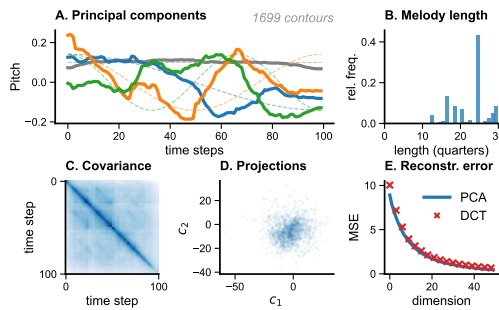 A. Principal components
1699 contours
Pitch
0.2
0.0
−0.2
0 20 40 60 80 100
time steps
B. Melody length
rel. freq.
0.4
0.2
0.0
0 10 20 30
length (quarters)
C. Covariance
time step
0
100
0 100
time step
D. Projections
c2
20
0
−20
−40
−50 0
c1
E. Reconstr. error
MSE
10
5
0
PCA
DCT
0 20 40
dimension